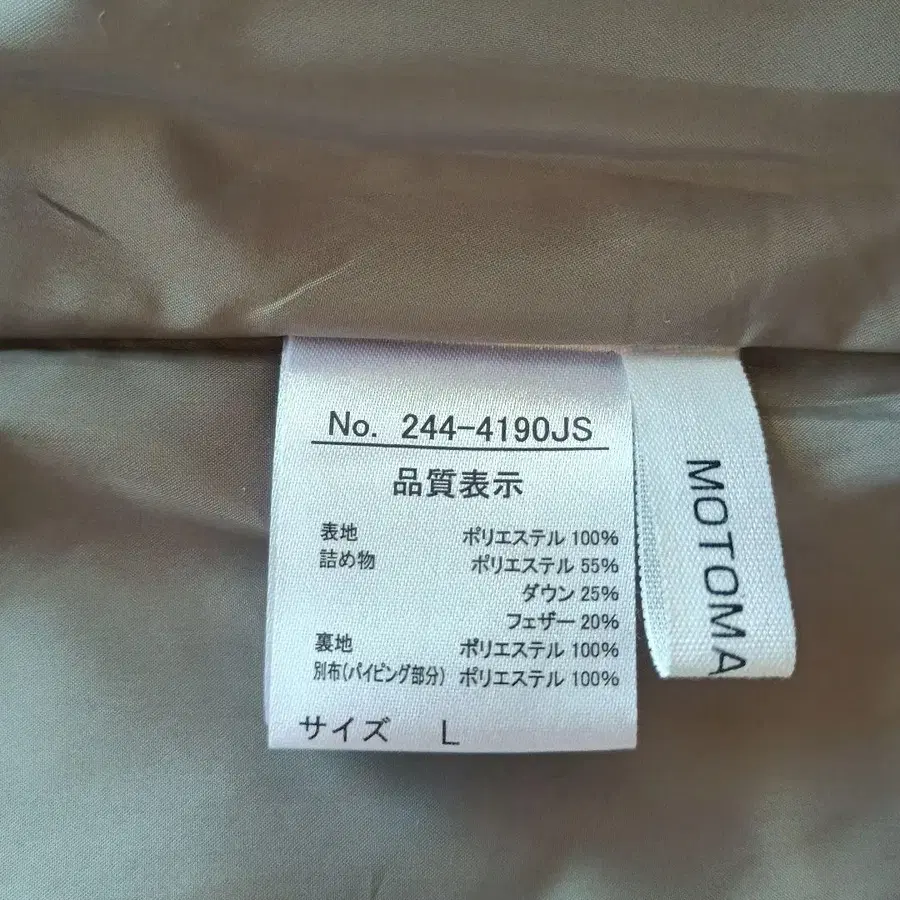 No. 244-4190JS
品質表示
表地 ポリエステル 100%
詰め物 ポリエステル 55%
ダウン 25%
フェザー 20%
裏地 ポリエステル 100%
別布(パイピング部分) ポリエステル 100%
サイズ L
MOTOMA